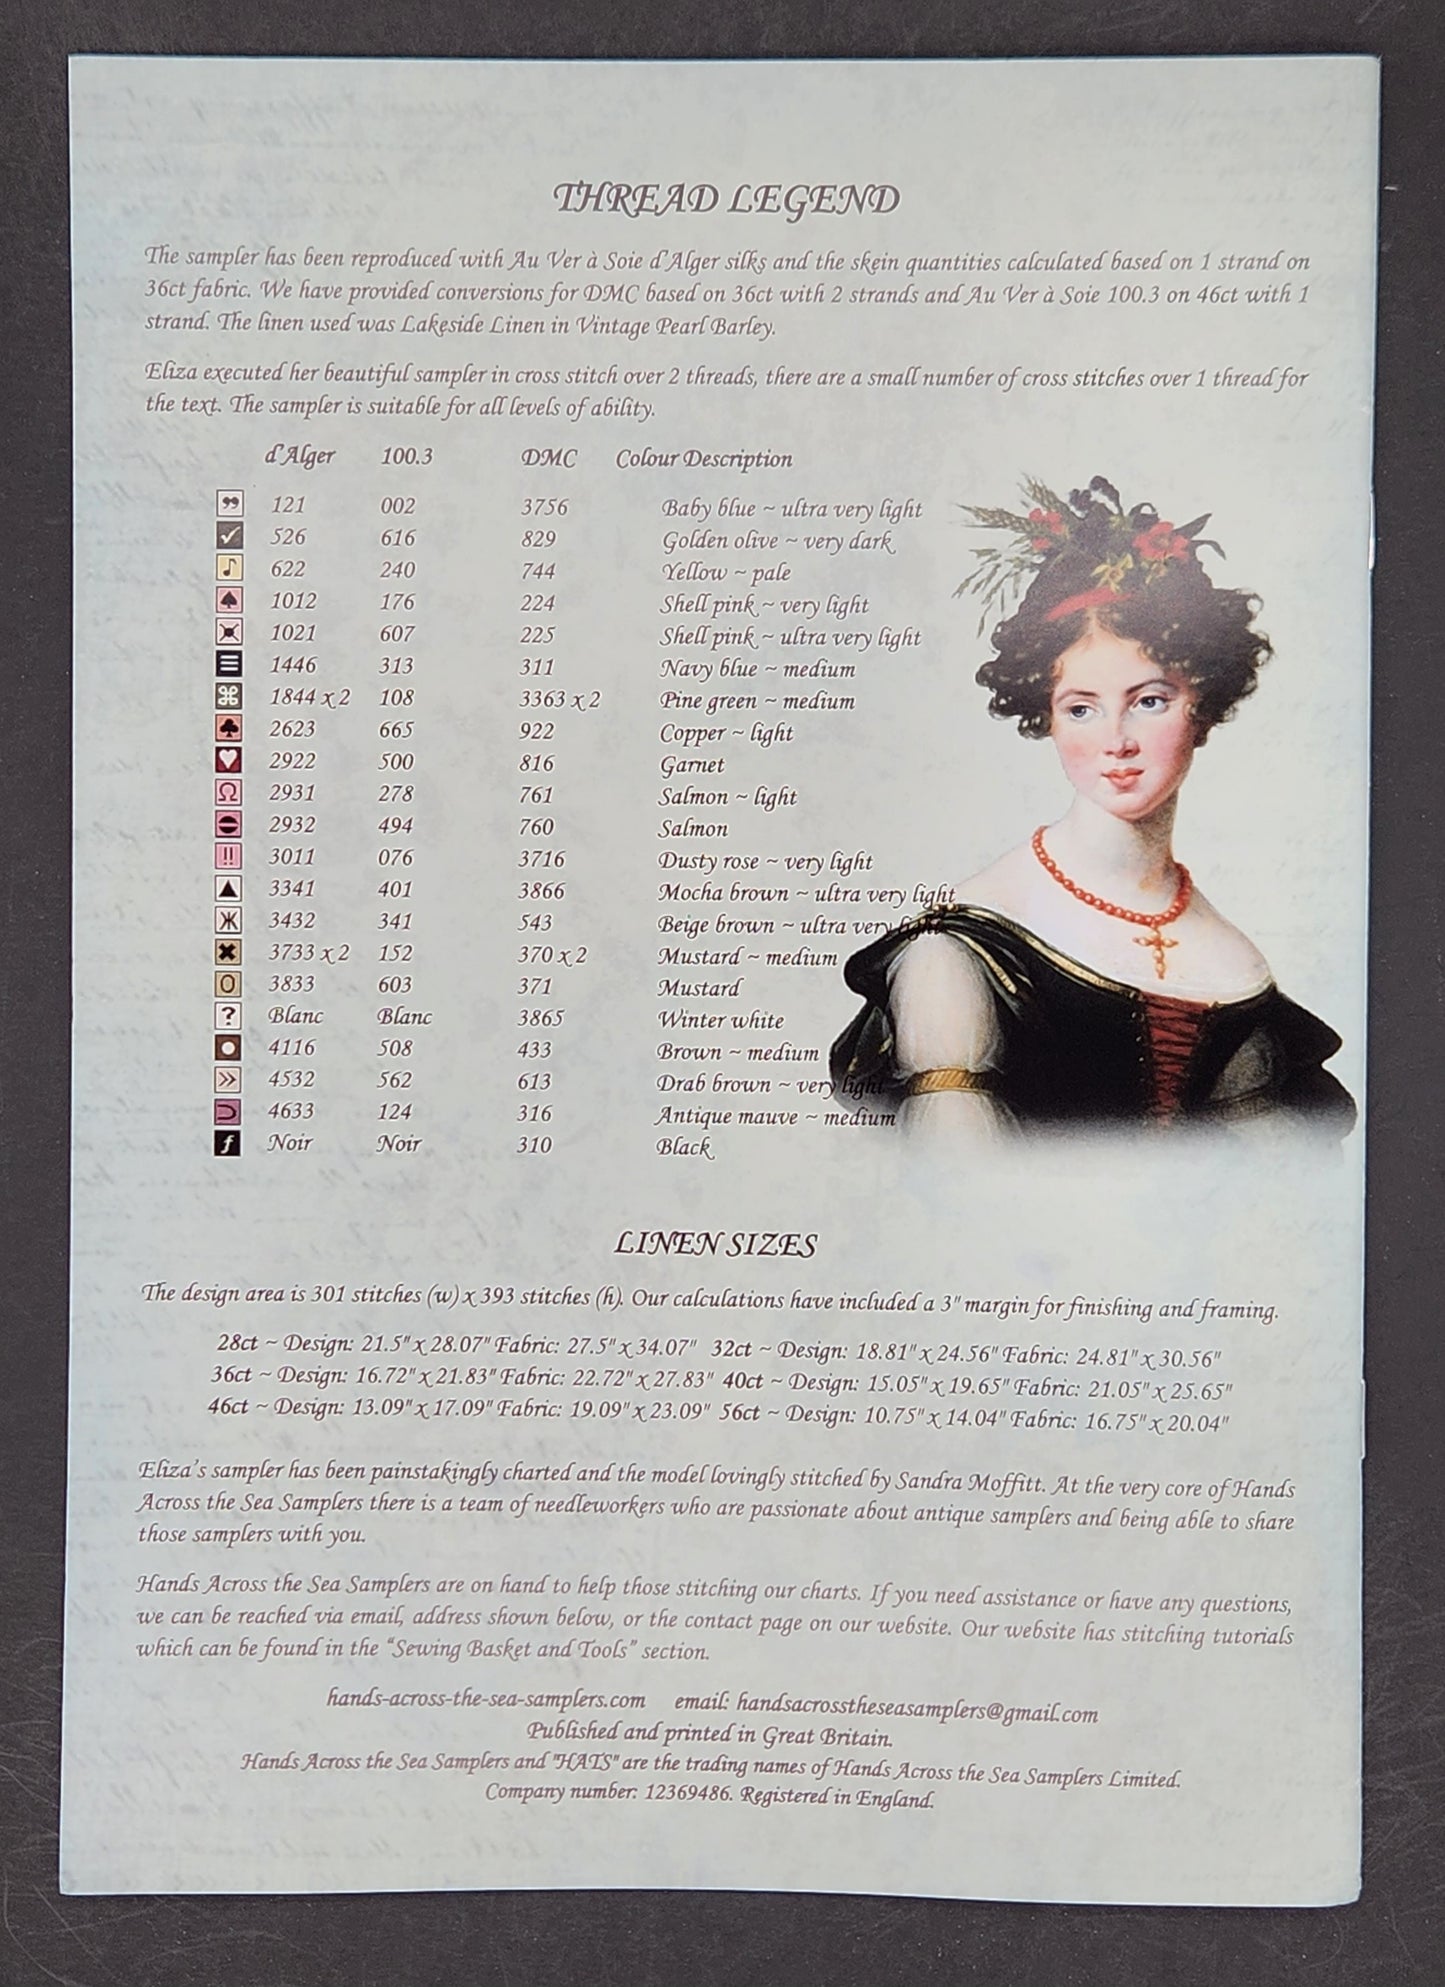 THREAD LEGEND
The sampler has been reproduced with Au Ver à Soie d'Alger silks and the skein quantities calculated based on 1 strand on
36ct fabric. We have provided conversions for DMC based on 36ct with 2 strands and Au Ver à Soie 100.3 on 46ct with 1
strand. The linen used was Lakeside Linen in Vintage Pearl Barley.
Eliza executed her beautiful sampler in cross stitch over 2 threads, there are a small number of cross stitches over 1 thread for
the text. The sampler is suitable for all levels of ability.
d'Alger 100.3 DMC Colour Description
121 002 3756 Baby blue ~ ultra very light
526 616 829 Golden olive ~ very dark
622 240 744 Yellow ~ pale
1012 176 224 Shell pink ~ very light
1021 607 225 Shell pink ~ ultra very light
1446 313 311 Navy blue ~ medium
1844 x 2 108 3363 x 2 Pine green ~ medium
2623 665 922 Copper ~ light
2922 500 816 Garnet
2931 278 761 Salmon ~ light
2932 494 760 Salmon
3011 076 3716 Dusty rose ~ very light
3341 401 3866 Mocha brown ~ ultra very light
3432 341 543 Beige brown ~ ultra very light
3733 x 2 152 370 x 2 Mustard ~ medium
3833 603 371 Mustard
Blanc Blanc 3865 Winter white
4116 508 433 Brown ~ medium
4532 562 613 Drab brown ~ very light
4633 124 316 Antique mauve ~ medium
Noir Noir 310 Black
LINEN SIZES
The design area is 301 stitches (w) x 393 stitches (h). Our calculations have included a 3" margin for finishing and framing.
28ct ~ Design: 21.5" x 28.07" Fabric: 27.5" x 34.07" 32ct ~ Design: 18.81" x 24.56" Fabric: 24.81" x 30.56"
36ct ~ Design: 16.72" x 21.83" Fabric: 22.72" x 27.83" 40ct ~ Design: 15.05" x 19.65" Fabric: 21.05" x 25.65"
46ct ~ Design: 13.09" x 17.09" Fabric: 19.09" x 23.09" 56ct ~ Design: 10.75" x 14.04" Fabric: 16.75" x 20.04"
Eliza's sampler has been painstakingly charted and the model lovingly stitched by Sandra Moffitt. At the very core of Hands
Across the Sea Samplers there is a team of needleworkers who are passionate about antique samplers and being able to share
those samplers with you.
Hands Across the Sea Samplers are on hand to help those stitching our charts. If you need assistance or have any questions,
we can be reached via email, address shown below, or the contact page on our website. Our website has stitching tutorials
which can be found in the "Sewing Basket and Tools" section.
hands-across-the-sea-samplers.com email: handsacrosstheseasamplers@gmail.com
Published and printed in Great Britain.
Hands Across the Sea Samplers and "HATS" are the trading names of Hands Across the Sea Samplers Limited.
Company number: 12369486. Registered in England.